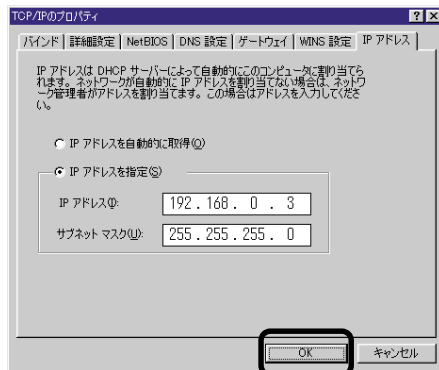 TCP/IPのプロパティ
バインド 詳細設定 NetBIOS DNS 設定 ゲートウェイ WINS 設定 IP アドレス
IP アドレスは DHCP サーバーによって自動的にこのコンピュータに割り当てら
れます。ネットワークが自動的に IP アドレスを割り当てない場合は、ネットワ
ーク管理者がアドレスを割り当てます。この場合はアドレスを入力してくださ
い。
IP アドレスを自動的に取得(O)
IP アドレスを指定(S)
IP アドレス(I): 192 . 168 . 0 . 3
サブネット マスク(U): 255 . 255 . 255 . 0
OK キャンセル